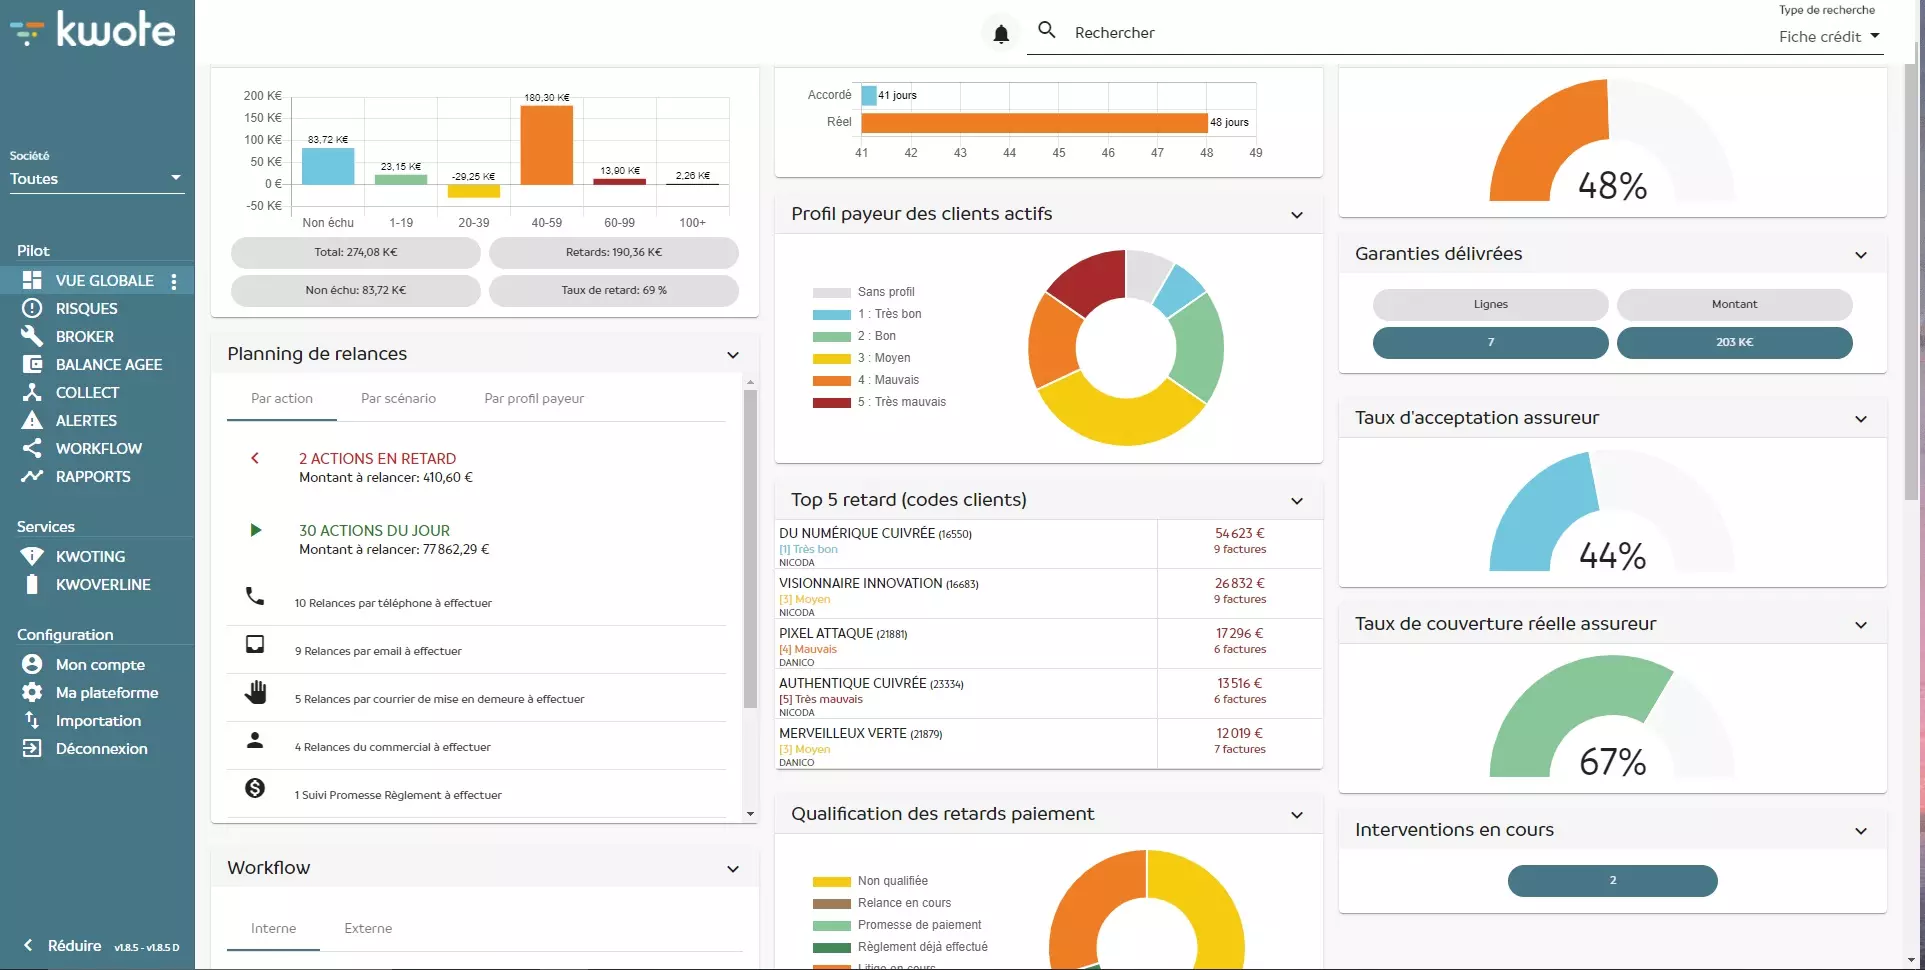 kwote
Rechercher
Type de recherche
Fiche crédit
Société
Toutes
Pilot
VUE GLOBALE
RISQUES
BROKER
BALANCE AGEE
COLLECT
ALERTES
WORKFLOW
RAPPORTS
Services
KWOTING
KWOVERLINE
Configuration
Mon compte
Ma plateforme
Importation
Déconnexion
Réduire v1.8.5 - v1.8.5 D
200 K€
150 K€
100 K€
50 K€
0 €
-50 K€
83,72 K€
23,15 K€
-29,25 K€
180,30 K€
13,90 K€
2,26 K€
Non échu 1-19 20-39 40-59 60-99 100+
Total: 274,08 K€ Retards: 190,36 K€
Non échu: 83,72 K€ Taux de retard: 69 %
Planning de relances
Par action Par scénario Par profil payeur
2 ACTIONS EN RETARD
Montant à relancer: 410,60 €
30 ACTIONS DU JOUR
Montant à relancer: 77 862,29 €
10 Relances par téléphone à effectuer
9 Relances par email à effectuer
5 Relances par courrier de mise en demeure à effectuer
4 Relances du commercial à effectuer
1 Suivi Promesse Règlement à effectuer
Workflow
Interne Externe
Accordé 41 jours
Réel 48 jours
41 42 43 44 45 46 47 48 49
Profil payeur des clients actifs
Sans profil
1 : Très bon
2 : Bon
3 : Moyen
4 : Mauvais
5 : Très mauvais
Top 5 retard (codes clients)
DU NUMÉRIQUE CUIVRÉE (16550) 54 623 €
[1] Très bon 9 factures
NICODA
VISIONNAIRE INNOVATION (16683) 26 832 €
[3] Moyen 9 factures
NICODA
PIXEL ATTAQUE (21881) 17 296 €
[4] Mauvais 6 factures
DANICO
AUTHENTIQUE CUIVRÉE (23334) 13 516 €
[5] Très mauvais 6 factures
NICODA
MERVEILLEUX VERTE (21879) 12 019 €
[3] Moyen 7 factures
DANICO
Qualification des retards paiement
Non qualifiée
Relance en cours
Promesse de paiement
Règlement déjà effectué
Litige en cours
48%
Garanties délivrées
Lignes Montant
7 203 K€
Taux d'acceptation assureur
44%
Taux de couverture réelle assureur
67%
Interventions en cours
2